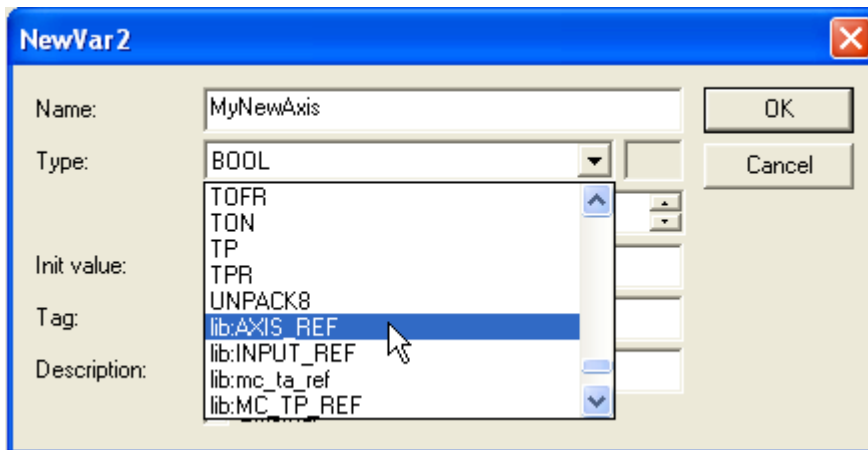 NewVar2
Name:
MyNewAxis
OK
Type:
BOOL
Cancel
TOFR
TON
TP
TPR
Init value:
UNPACK8
Tag:
lib:AXIS_REF
lib:INPUT_REF
Description:
lib:mc_ta_ref
lib:MC_TP_REF